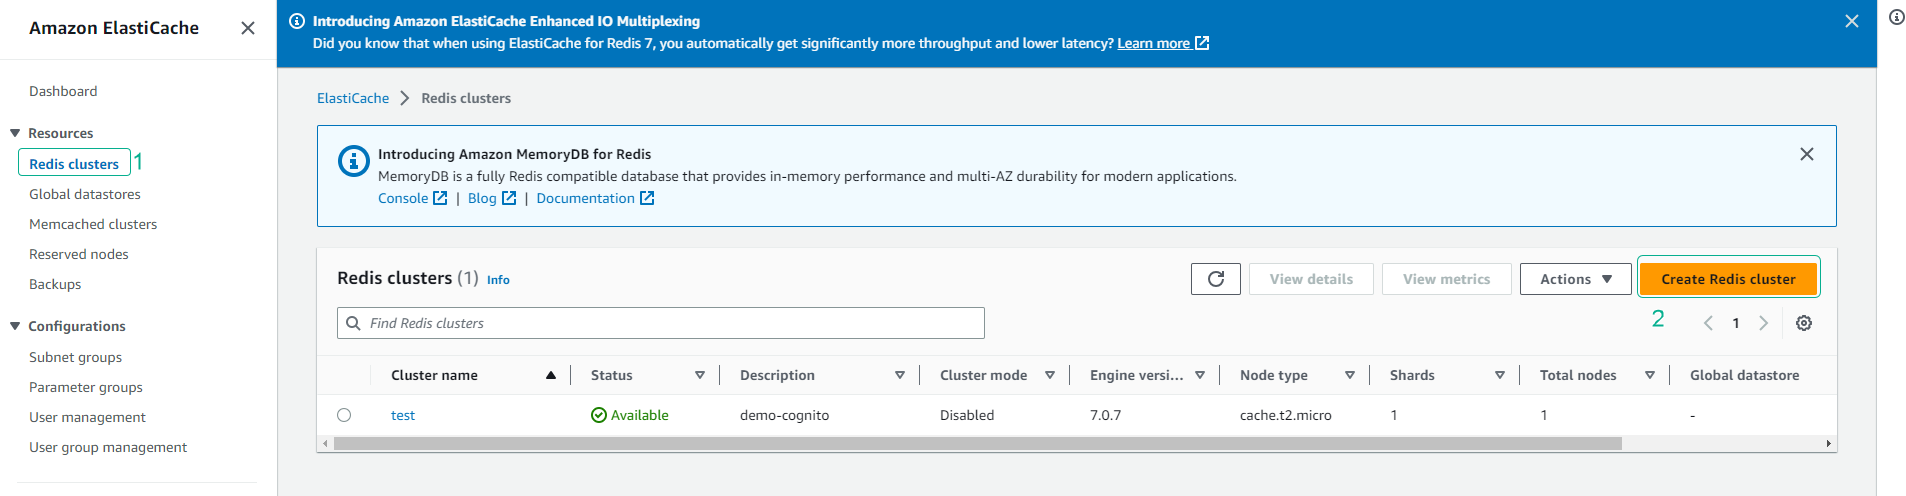 Amazon ElastiCache
Dashboard
Resources
Redis clusters 1
Global datastores
Memcached clusters
Reserved nodes
Backups
Configurations
Subnet groups
Parameter groups
User management
User group management
Introducing Amazon ElastiCache Enhanced IO Multiplexing
Did you know that when using ElastiCache for Redis 7, you automatically get significantly more throughput and lower latency? Learn more
ElastiCache Redis clusters
Introducing Amazon MemoryDB for Redis
MemoryDB is a fully Redis compatible database that provides in-memory performance and multi-AZ durability for modern applications.
Console | Blog | Documentation
Redis clusters (1) Info View details View metrics Actions Create Redis cluster
Find Redis clusters 2 1
Cluster name Status Description Cluster mode Engine versi... Node type Shards Total nodes Global datastore
test Available demo-cognito Disabled 7.0.7 cache.t2.micro 1 1 -